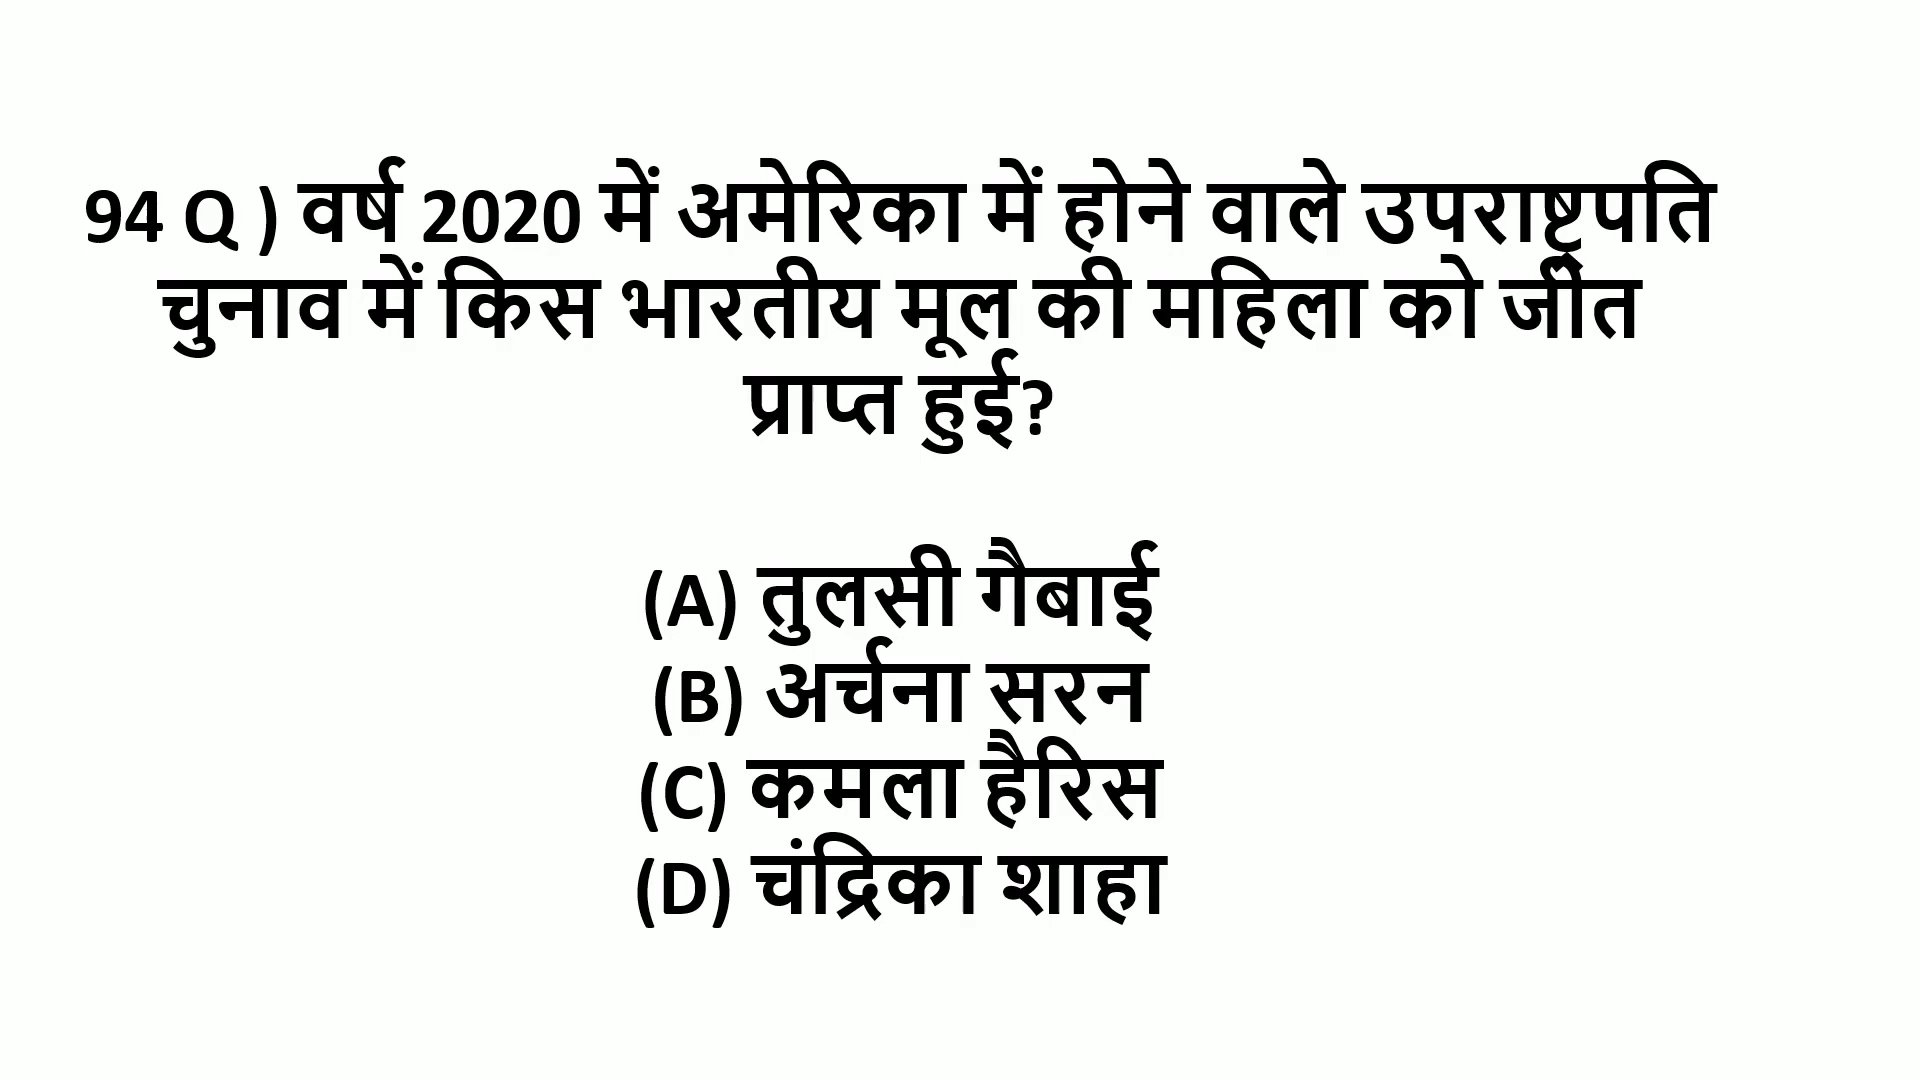 94 Q ) वर्ष 2020 में अमेरिका में होने वाले उपराष्ट्रपति
चुनाव में किस भारतीय मूल की महिला को जीत
प्राप्त हुई?
(A) तुलसी गैबाई
(B) अर्चना सरन
(C) कमला हैरिस
(D) चंद्रिका शाहा